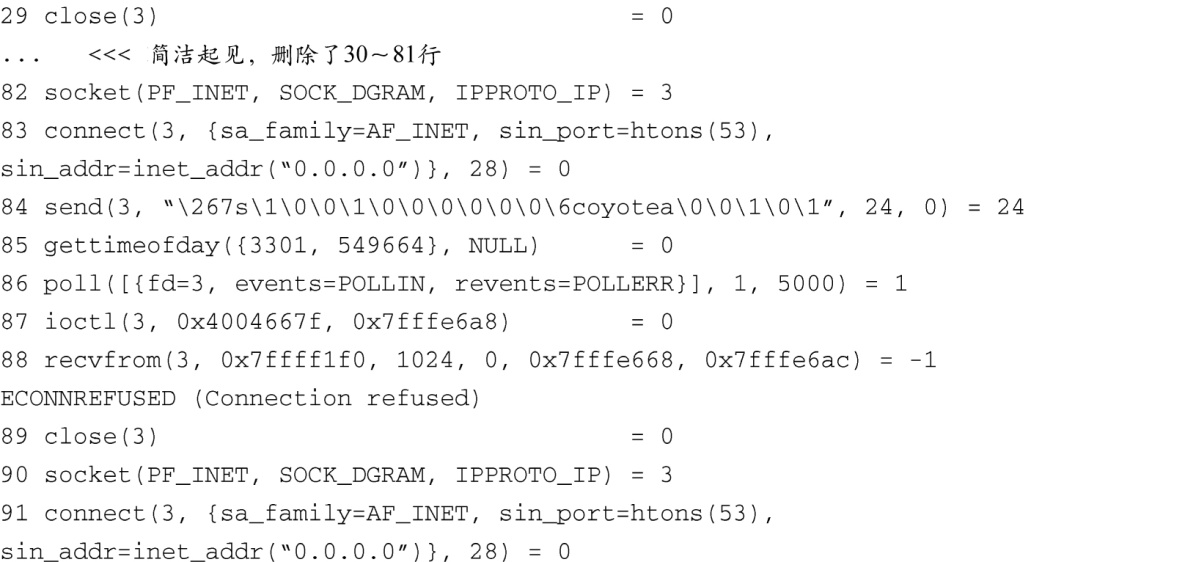 29 close(3)                                = 0
...   <<< 简洁起见，删除了30～81行
82 socket(PF_INET, SOCK_DGRAM, IPPROTO_IP) = 3
83 connect(3, {sa_family=AF_INET, sin_port=htons(53),
sin_addr=inet_addr(“0.0.0.0”)}, 28) = 0
84 send(3, “\267s\1\0\0\1\0\0\0\0\0\0\6coyotea\0\0\1\0\1”, 24, 0) = 24
85 gettimeofday({3301, 549664}, NULL)      = 0
86 poll([{fd=3, events=POLLIN, revents=POLLERR}], 1, 5000) = 1
87 ioctl(3, 0x4004667f, 0x7fffe6a8)        = 0
88 recvfrom(3, 0x7ffff1f0, 1024, 0, 0x7fffe668, 0x7fffe6ac) = -1
ECONNREFUSED (Connection refused)
89 close(3)                                = 0
90 socket(PF_INET, SOCK_DGRAM, IPPROTO_IP) = 3
91 connect(3, {sa_family=AF_INET, sin_port=htons(53),
sin_addr=inet_addr(“0.0.0.0”)}, 28) = 0